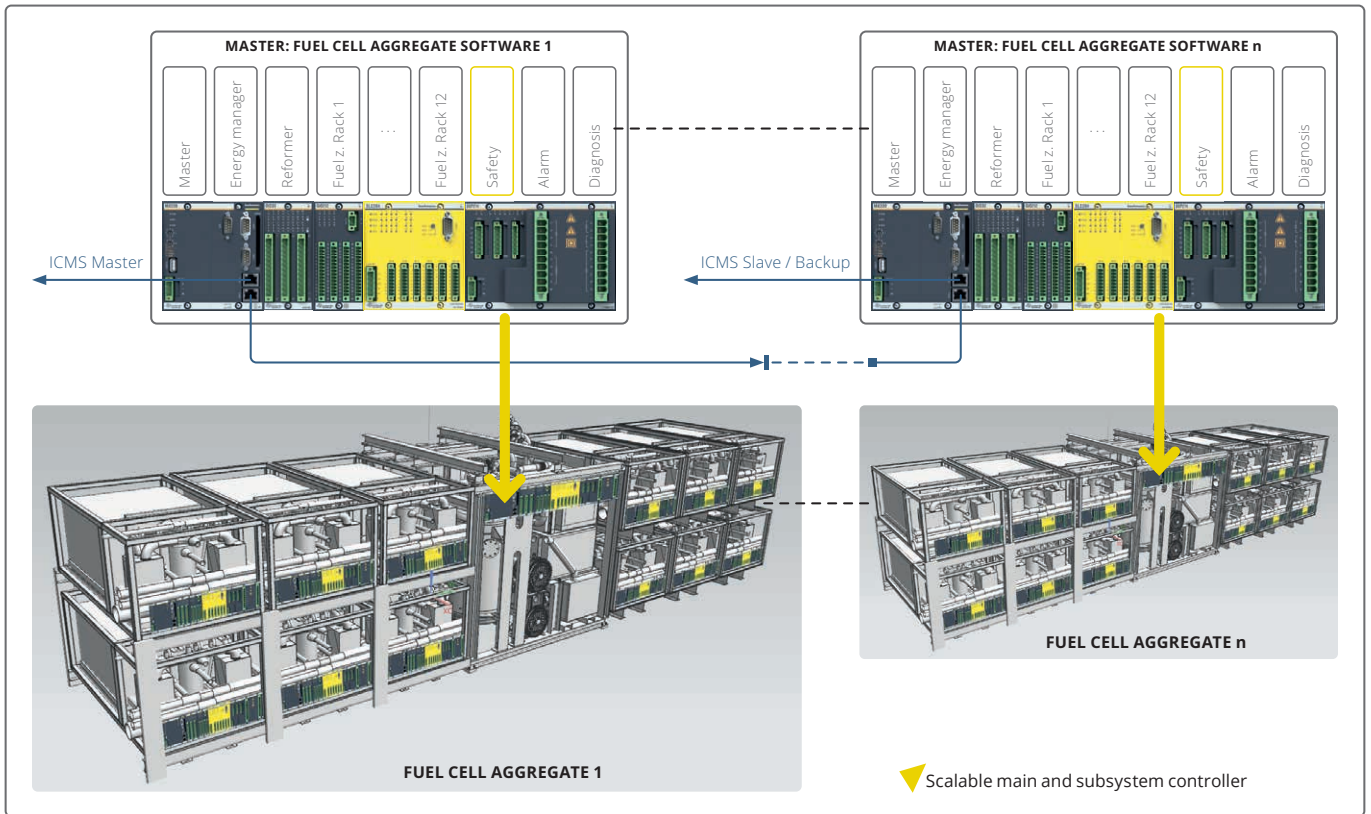 MASTER: FUEL CELL AGGREGATE SOFTWARE 1
Master
Energy manager
Reformer
Fuel z. Rack 1
...
Fuel z. Rack 12
Safety
Alarm
Diagnosis
MASTER: FUEL CELL AGGREGATE SOFTWARE n
Master
Energy manager
Reformer
Fuel z. Rack 1
...
Fuel z. Rack 12
Safety
Alarm
Diagnosis
ICMS Master
ICMS Slave / Backup
FUEL CELL AGGREGATE 1
FUEL CELL AGGREGATE n
Scalable main and subsystem controller